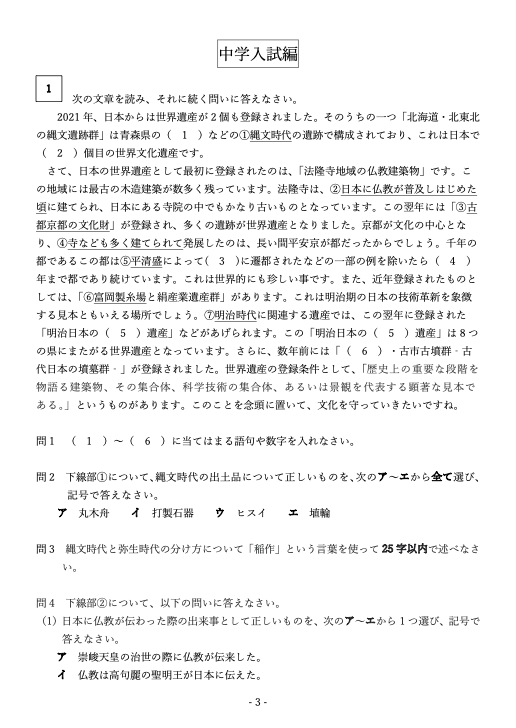 中学入試編
1
次の文章を読み、それに続く問いに答えなさい。
2021年、日本からは世界遺産が2個も登録されました。そのうちの一つ「北海道・北東北
の縄文遺跡群」は青森県の（　1　）などの①縄文時代の遺跡で構成されており、これは日本で
（　2　）個目の世界文化遺産です。
さて、日本の世界遺産として最初に登録されたのは、「法隆寺地域の仏教建築物」です。こ
の地域には最古の木造建築が数多く残っています。法隆寺は、②日本に仏教が普及しはじめた
頃に建てられ、日本にある寺院の中でもかなり古いものとなっています。この翌年には「③古
都京都の文化財」が登録され、多くの遺跡が世界遺産となりました。京都が文化の中心とな
り、④寺なども多く建てられて発展したのは、長い間平安京が都だったからでしょう。千年の
都であるこの都は⑤平清盛によって（　3　）に遷都されたなどの一部の例を除いたら（　4　）
年まで都であり続けています。これは世界的にも珍しい事です。また、近年登録されたものと
しては、「⑥富岡製糸場と絹産業遺産群」があります。これは明治期の日本の技術革新を象徴
する見本ともいえる場所でしょう。⑦明治時代に関連する遺産では、この翌年に登録された
「明治日本の（　5　）遺産」などがあげられます。この「明治日本の（　5　）遺産」は8つ
の県にまたがる世界遺産となっています。さらに、数年前には「（　6　）・古市古墳群‐古
代日本の墳墓群‐」が登録されました。世界遺産の登録条件として、「歴史上の重要な段階を
物語る建築物、その集合体、科学技術の集合体、あるいは景観を代表する顕著な見本で
ある。」というものがあります。このことを念頭に置いて、文化を守っていきたいですね。
問1　（　1　）～（　6　）に当てはまる語句や数字を入れなさい。
問2　下線部①について、縄文時代の出土品について正しいものを、次のア～エから全て選び、
記号で答えなさい。
ア　丸木舟　イ　打製石器　ウ　ヒスイ　エ　埴輪
問3　縄文時代と弥生時代の分け方について「稲作」という言葉を使って25字以内で述べなさ
い。
問4　下線部②について、以下の問いに答えなさい。
（1）日本に仏教が伝わった際の出来事として正しいものを、次のア～エから1つ選び、記号で
答えなさい。
ア　崇峻天皇の治世の際に仏教が伝来した。
イ　仏教は高句麗の聖明王が日本に伝えた。
- 3 -